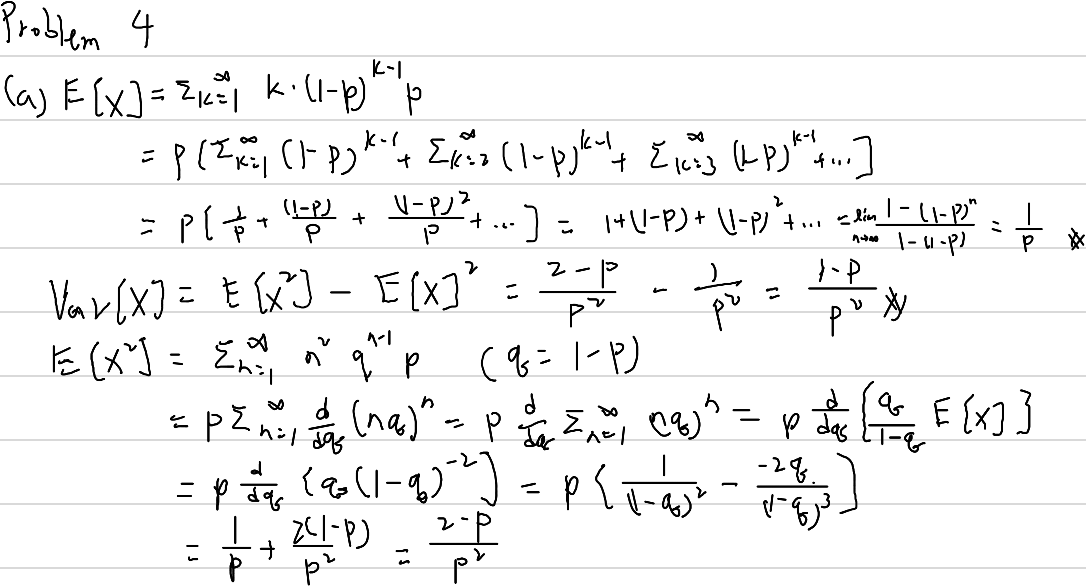 Problem 4
(a) E[X] = Σ_{k=1}^∞ k·(1-p)^{k-1} p
= p [Σ_{k=1}^∞ (1-p)^{k-1} + Σ_{k=2}^∞ (1-p)^{k-1} + Σ_{k=3}^∞ (1-p)^{k-1} + ...]
= p [1/p + (1-p)/p + (1-p)^2/p + ...] = 1+(1-p)+(1-p)^2+... = lim_{n→∞} (1-(1-p)^n)/(1-(1-p)) = 1/p
Var[X] = E[X^2] - E[X]^2 = (2-p)/p^2 - 1/p^2 = (1-p)/p^2
E[X^2] = Σ_{n=1}^∞ n^2 q^{n-1} p (q = 1-p)
= p Σ_{n=1}^∞ d/dq (nq)^n = p d/dq Σ_{n=1}^∞ (nq)^n = p d/dq {q/(1-q) E[X]}
= p d/dq {q(1-q)^{-2}} = p {1/(1-q)^2 - (-2q)/(1-q)^3}
= 1/p + 2(1-p)/p^2 = (2-p)/p^2